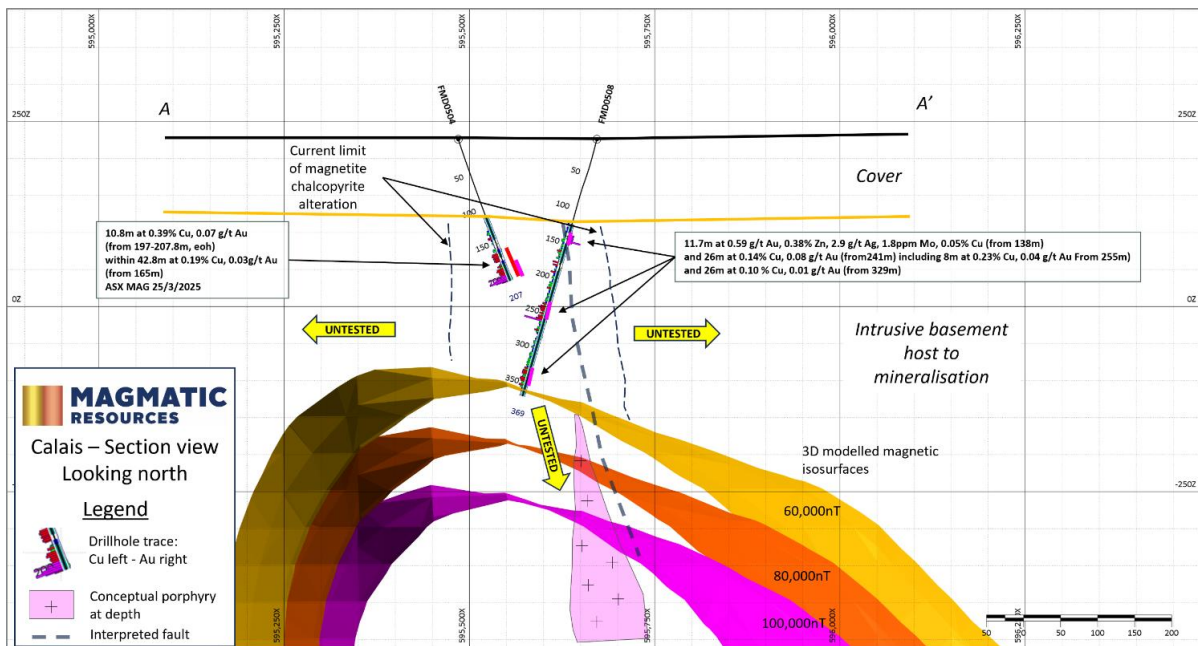 595,000X
595,250X
595,500X
595,750X
596,000X
596,250X
250Z
250Z
A
A'
FMD0504
FMD0508
50
50
100
100
Current limit
of magnetite
chalcopyrite
alteration
Cover
10.8m at 0.39% Cu, 0.07 g/t Au
(from 197-207.8m, eoh)
within 42.8m at 0.19% Cu, 0.03g/t Au
(from 165m)
ASX MAG 25/3/2025
11.7m at 0.59 g/t Au, 0.38% Zn, 2.9 g/t Ag, 1.8ppm Mo, 0.05% Cu (from 138m)
and 26m at 0.14% Cu, 0.08 g/t Au (from241m) including 8m at 0.23% Cu, 0.04 g/t Au From 255m)
and 26m at 0.10 % Cu, 0.01 g/t Au (from 329m)
150
150
200
207
250
300
350
369
0Z
0Z
UNTESTED
UNTESTED
UNTESTED
Intrusive basement
host to
mineralisation
3D modelled magnetic
isosurfaces
60,000nT
80,000nT
100,000nT
-250Z
MAGMATIC
RESOURCES
Calais – Section view
Looking north
Legend
Drillhole trace:
Cu left - Au right
Conceptual porphyry
at depth
Interpreted fault
595,250X
595,500X
595,750X
596,000X
50
0
50
100
150
200